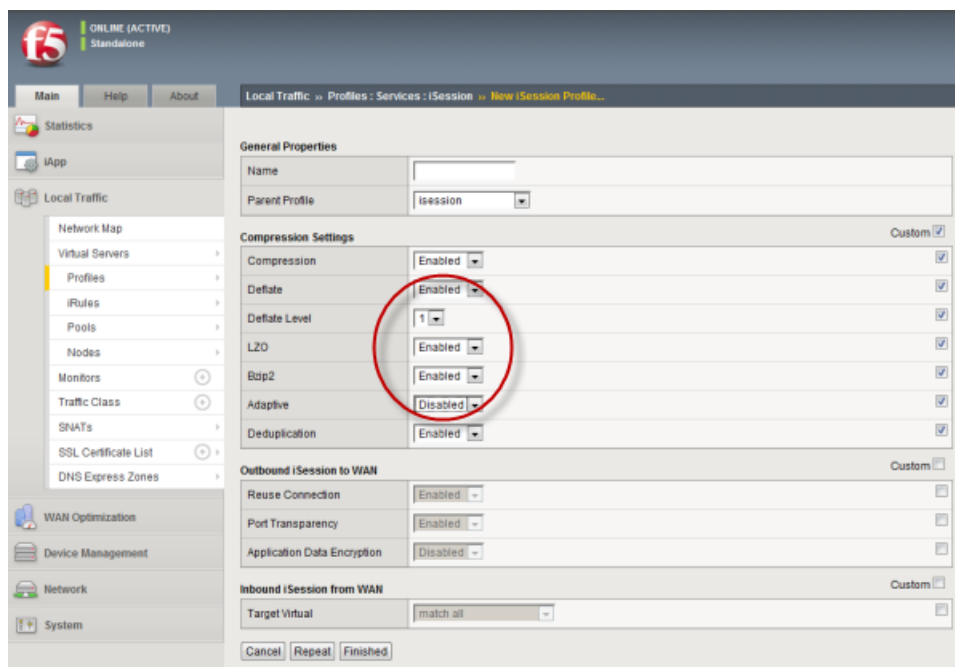 f5
ONLINE (ACTIVE)
Standalone
Main Help About
Local Traffic » Profiles : Services : iSession » New iSession Profile...
Statistics
iApp
Local Traffic
Network Map
Virtual Servers
Profiles
iRules
Pools
Nodes
Monitors
Traffic Class
SNATs
SSL Certificate List
DNS Express Zones
WAN Optimization
Device Management
Network
System
General Properties
Name
Parent Profile isession
Compression Settings Custom
Compression Enabled
Deflate Enabled
Deflate Level 1
LZO Enabled
Bzip2 Enabled
Adaptive Disabled
Deduplication Enabled
Outbound iSession to WAN Custom
Reuse Connection Enabled
Port Transparency Enabled
Application Data Encryption Disabled
Inbound iSession from WAN Custom
Target Virtual match all
Cancel Repeat Finished